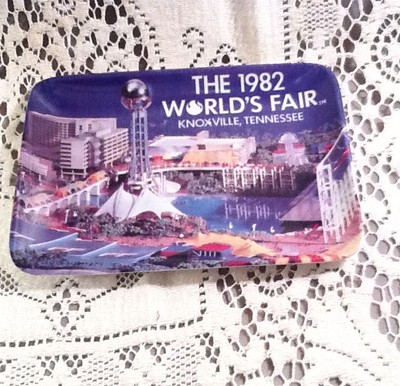 THE 1982
WORLD'S FAIR
KNOXVILLE, TENNESSEE